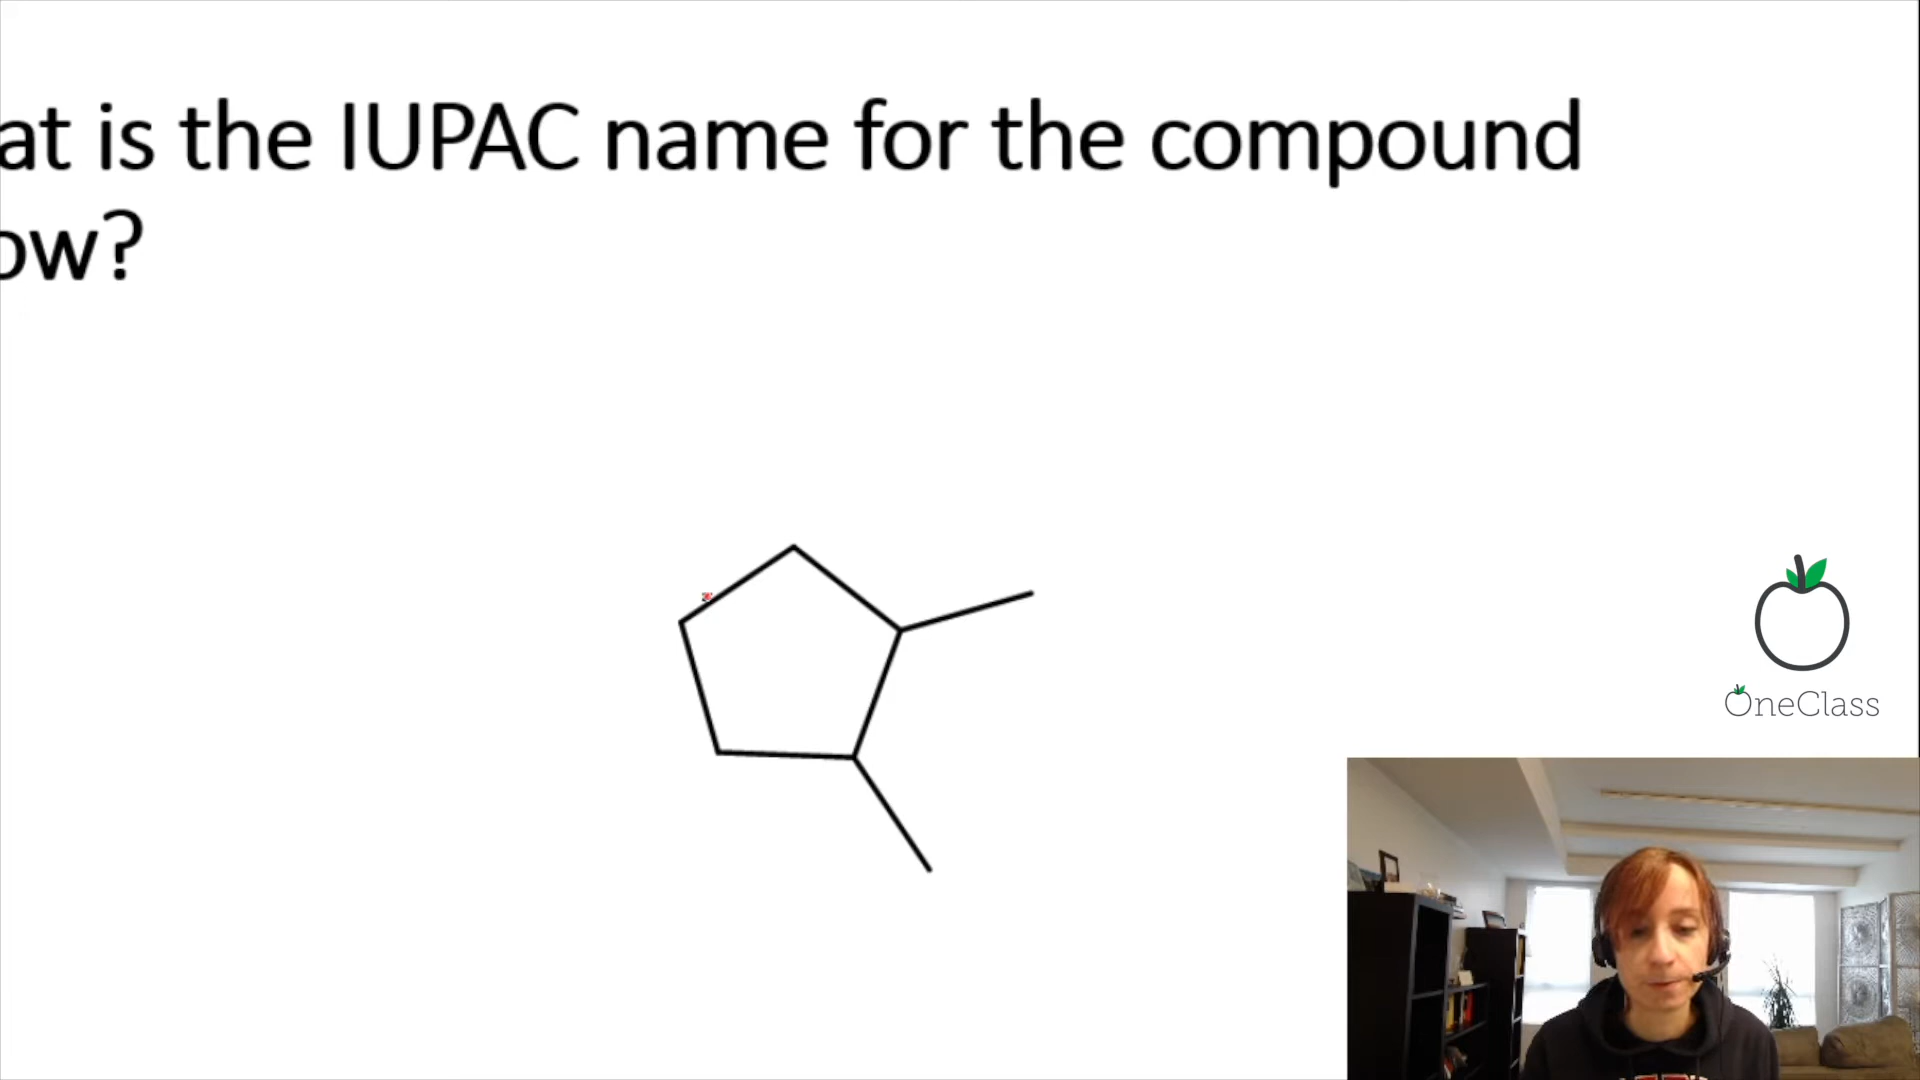 at is the IUPAC name for the compound
ow?
OneClass